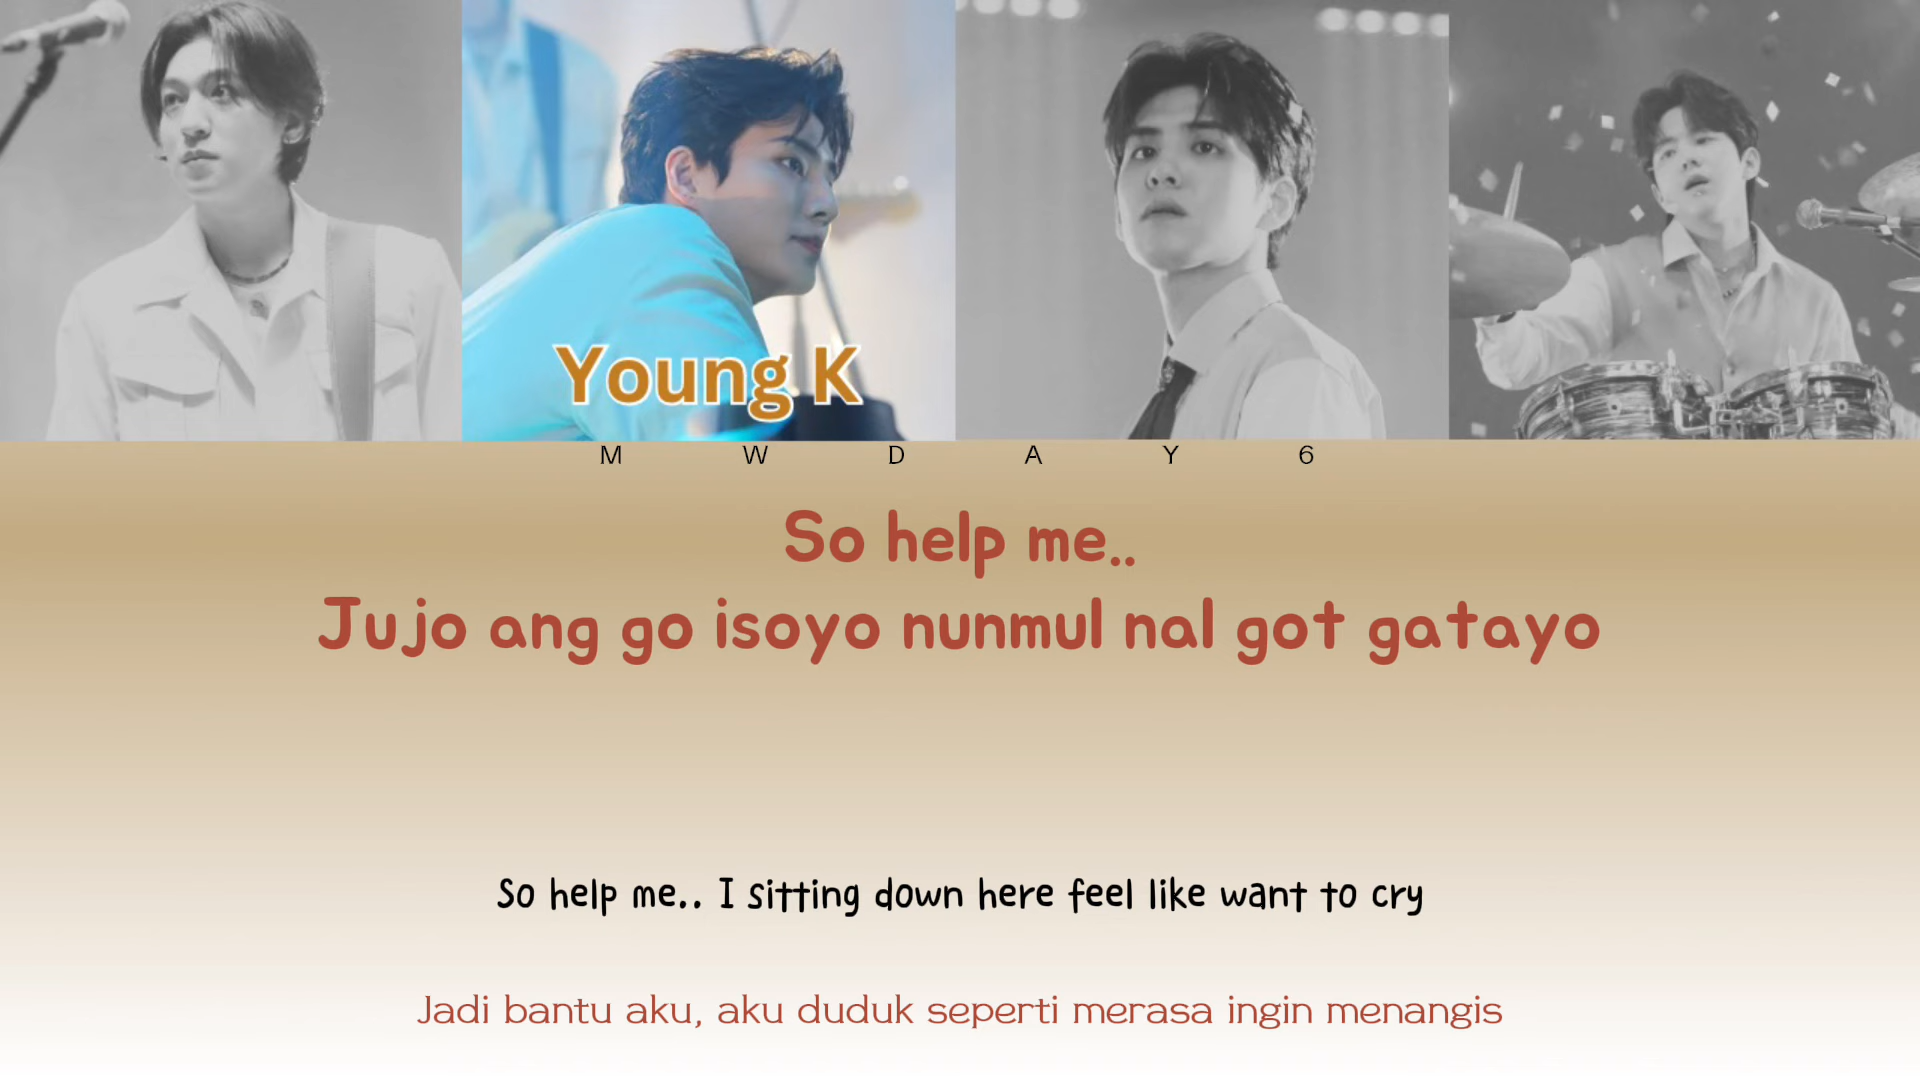 Young K
M W D A Y 6
So help me..
Jujo ang go isoyo nunmul nal got gatayo
So help me.. I sitting down here feel like want to cry
Jadi bantu aku, aku duduk seperti merasa ingin menangis